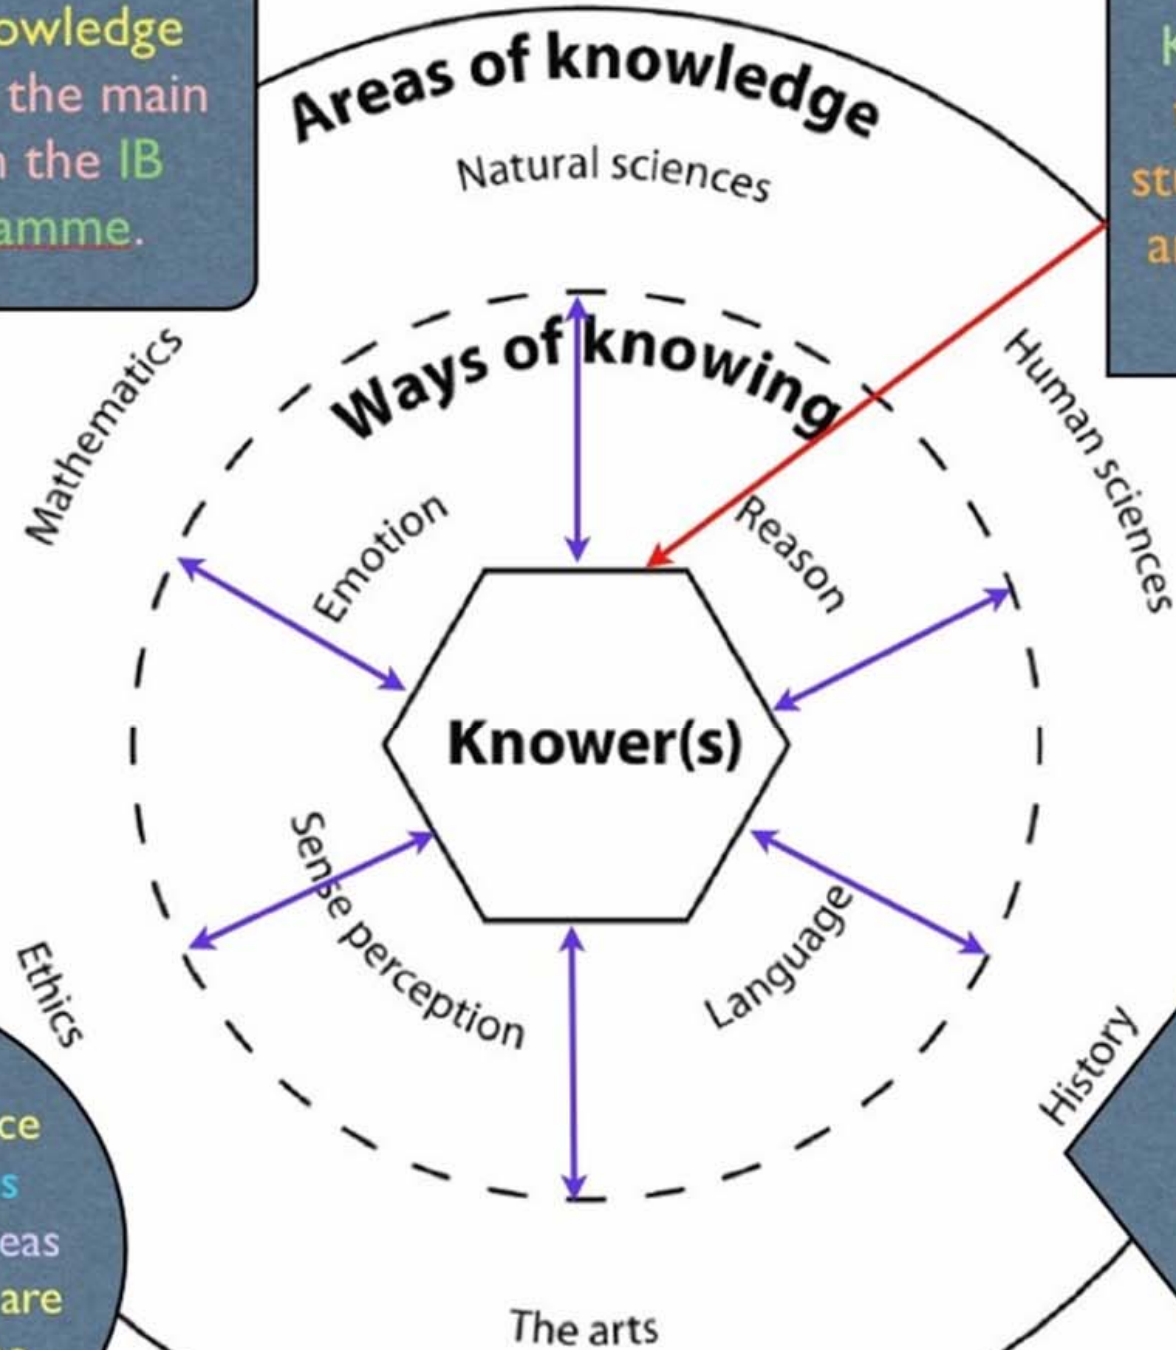 owledge
the main
the IB
amme.
Areas of knowledge
Natural sciences
Ways of knowing
Mathematics
Human sciences
Emotion
Reason
Knower(s)
Sense perception
Language
Ethics
History
ce
s
eas
are
The arts